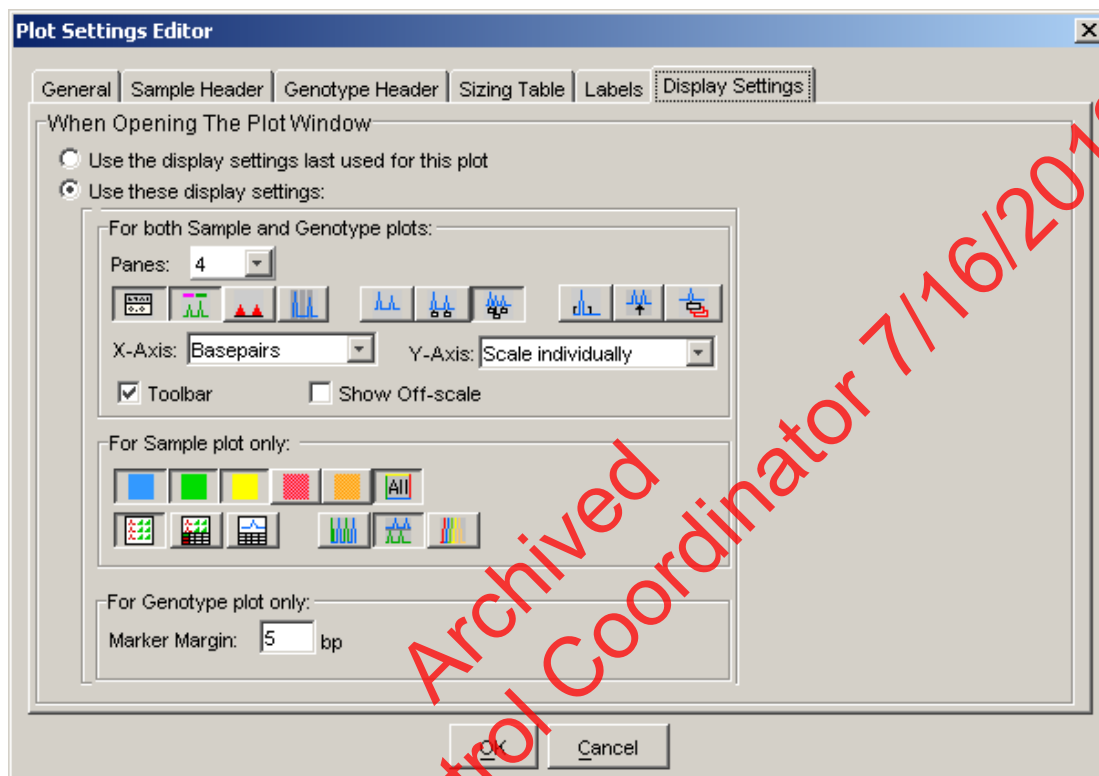 Plot Settings Editor
General Sample Header Genotype Header Sizing Table Labels Display Settings
When Opening The Plot Window
Use the display settings last used for this plot
Use these display settings:
For both Sample and Genotype plots:
Panes: 4
X-Axis: Basepairs Y-Axis: Scale individually
Toolbar Show Off-scale
For Sample plot only:
All
For Genotype plot only:
Marker Margin: 5 bp
OK Cancel
Archived
Coordinator 7/16/201